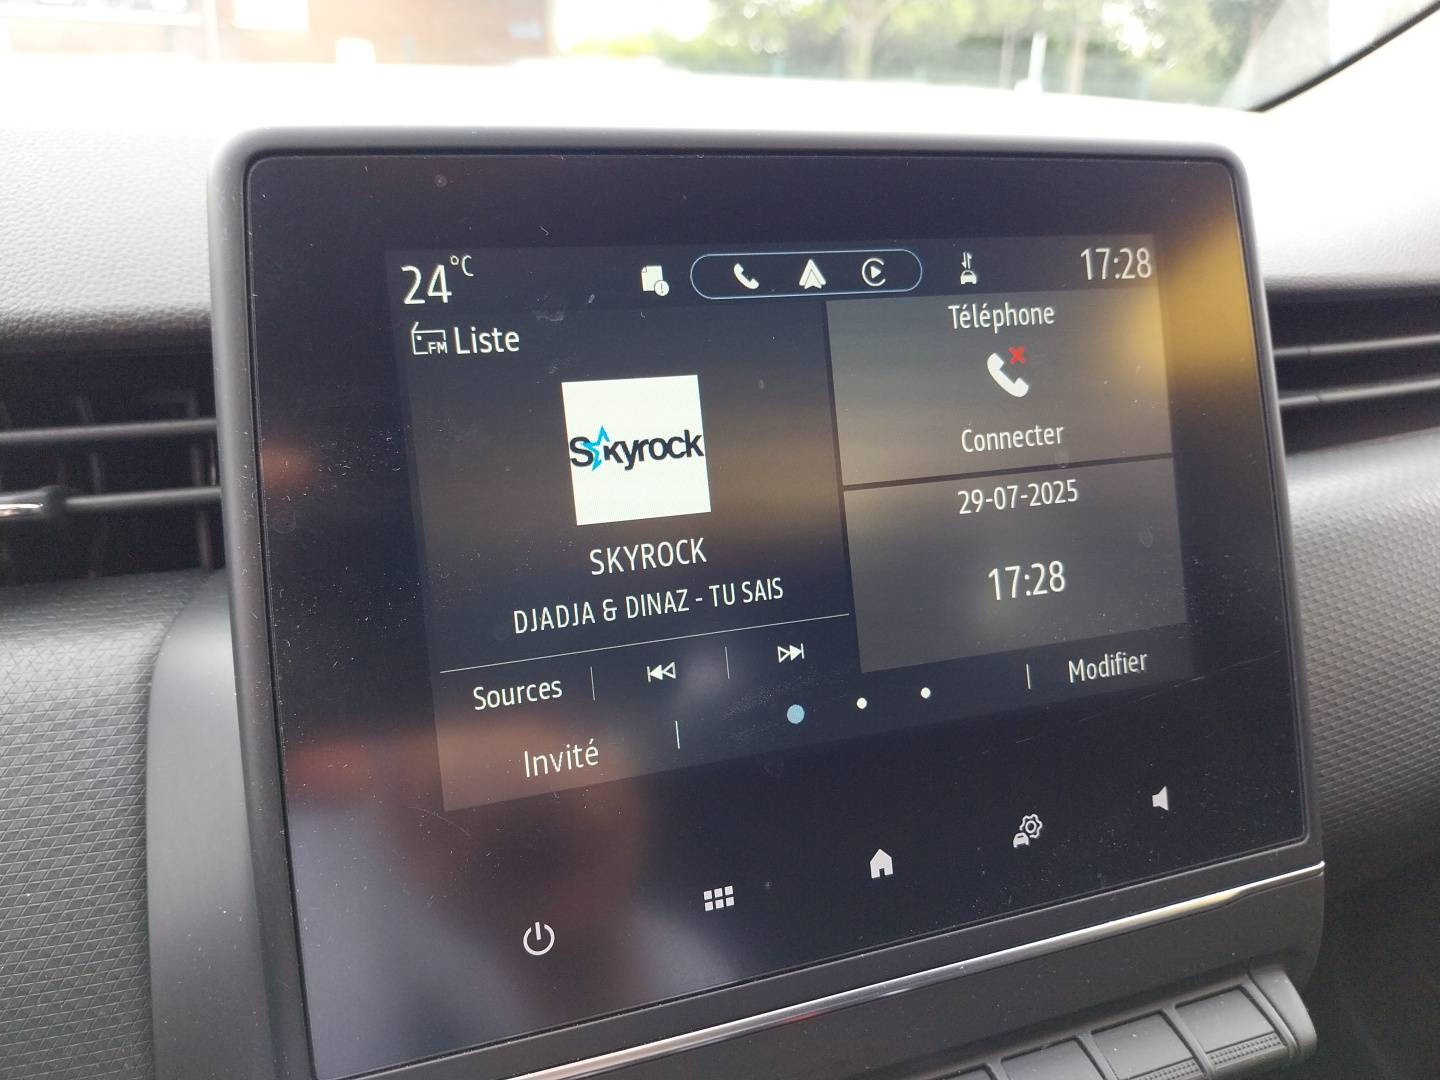 24°C
17:28
FM Liste
Skyrock
SKYROCK
DJADJA & DINAZ - TU SAIS
Sources
Invité
Téléphone
Connecter
29-07-2025
17:28
Modifier